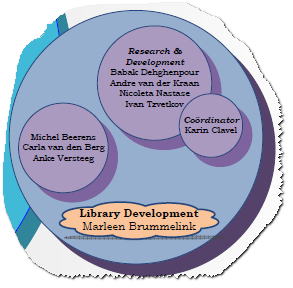 Research &
Development
Babak Dehghenpour
Andre van der Kraan
Nicoleta Nastase
Ivan Tzvetkov
Coördinator
Karin Clavel
Michel Beerens
Carla van den Berg
Anke Versteeg
Library Development
Marleen Brummelink